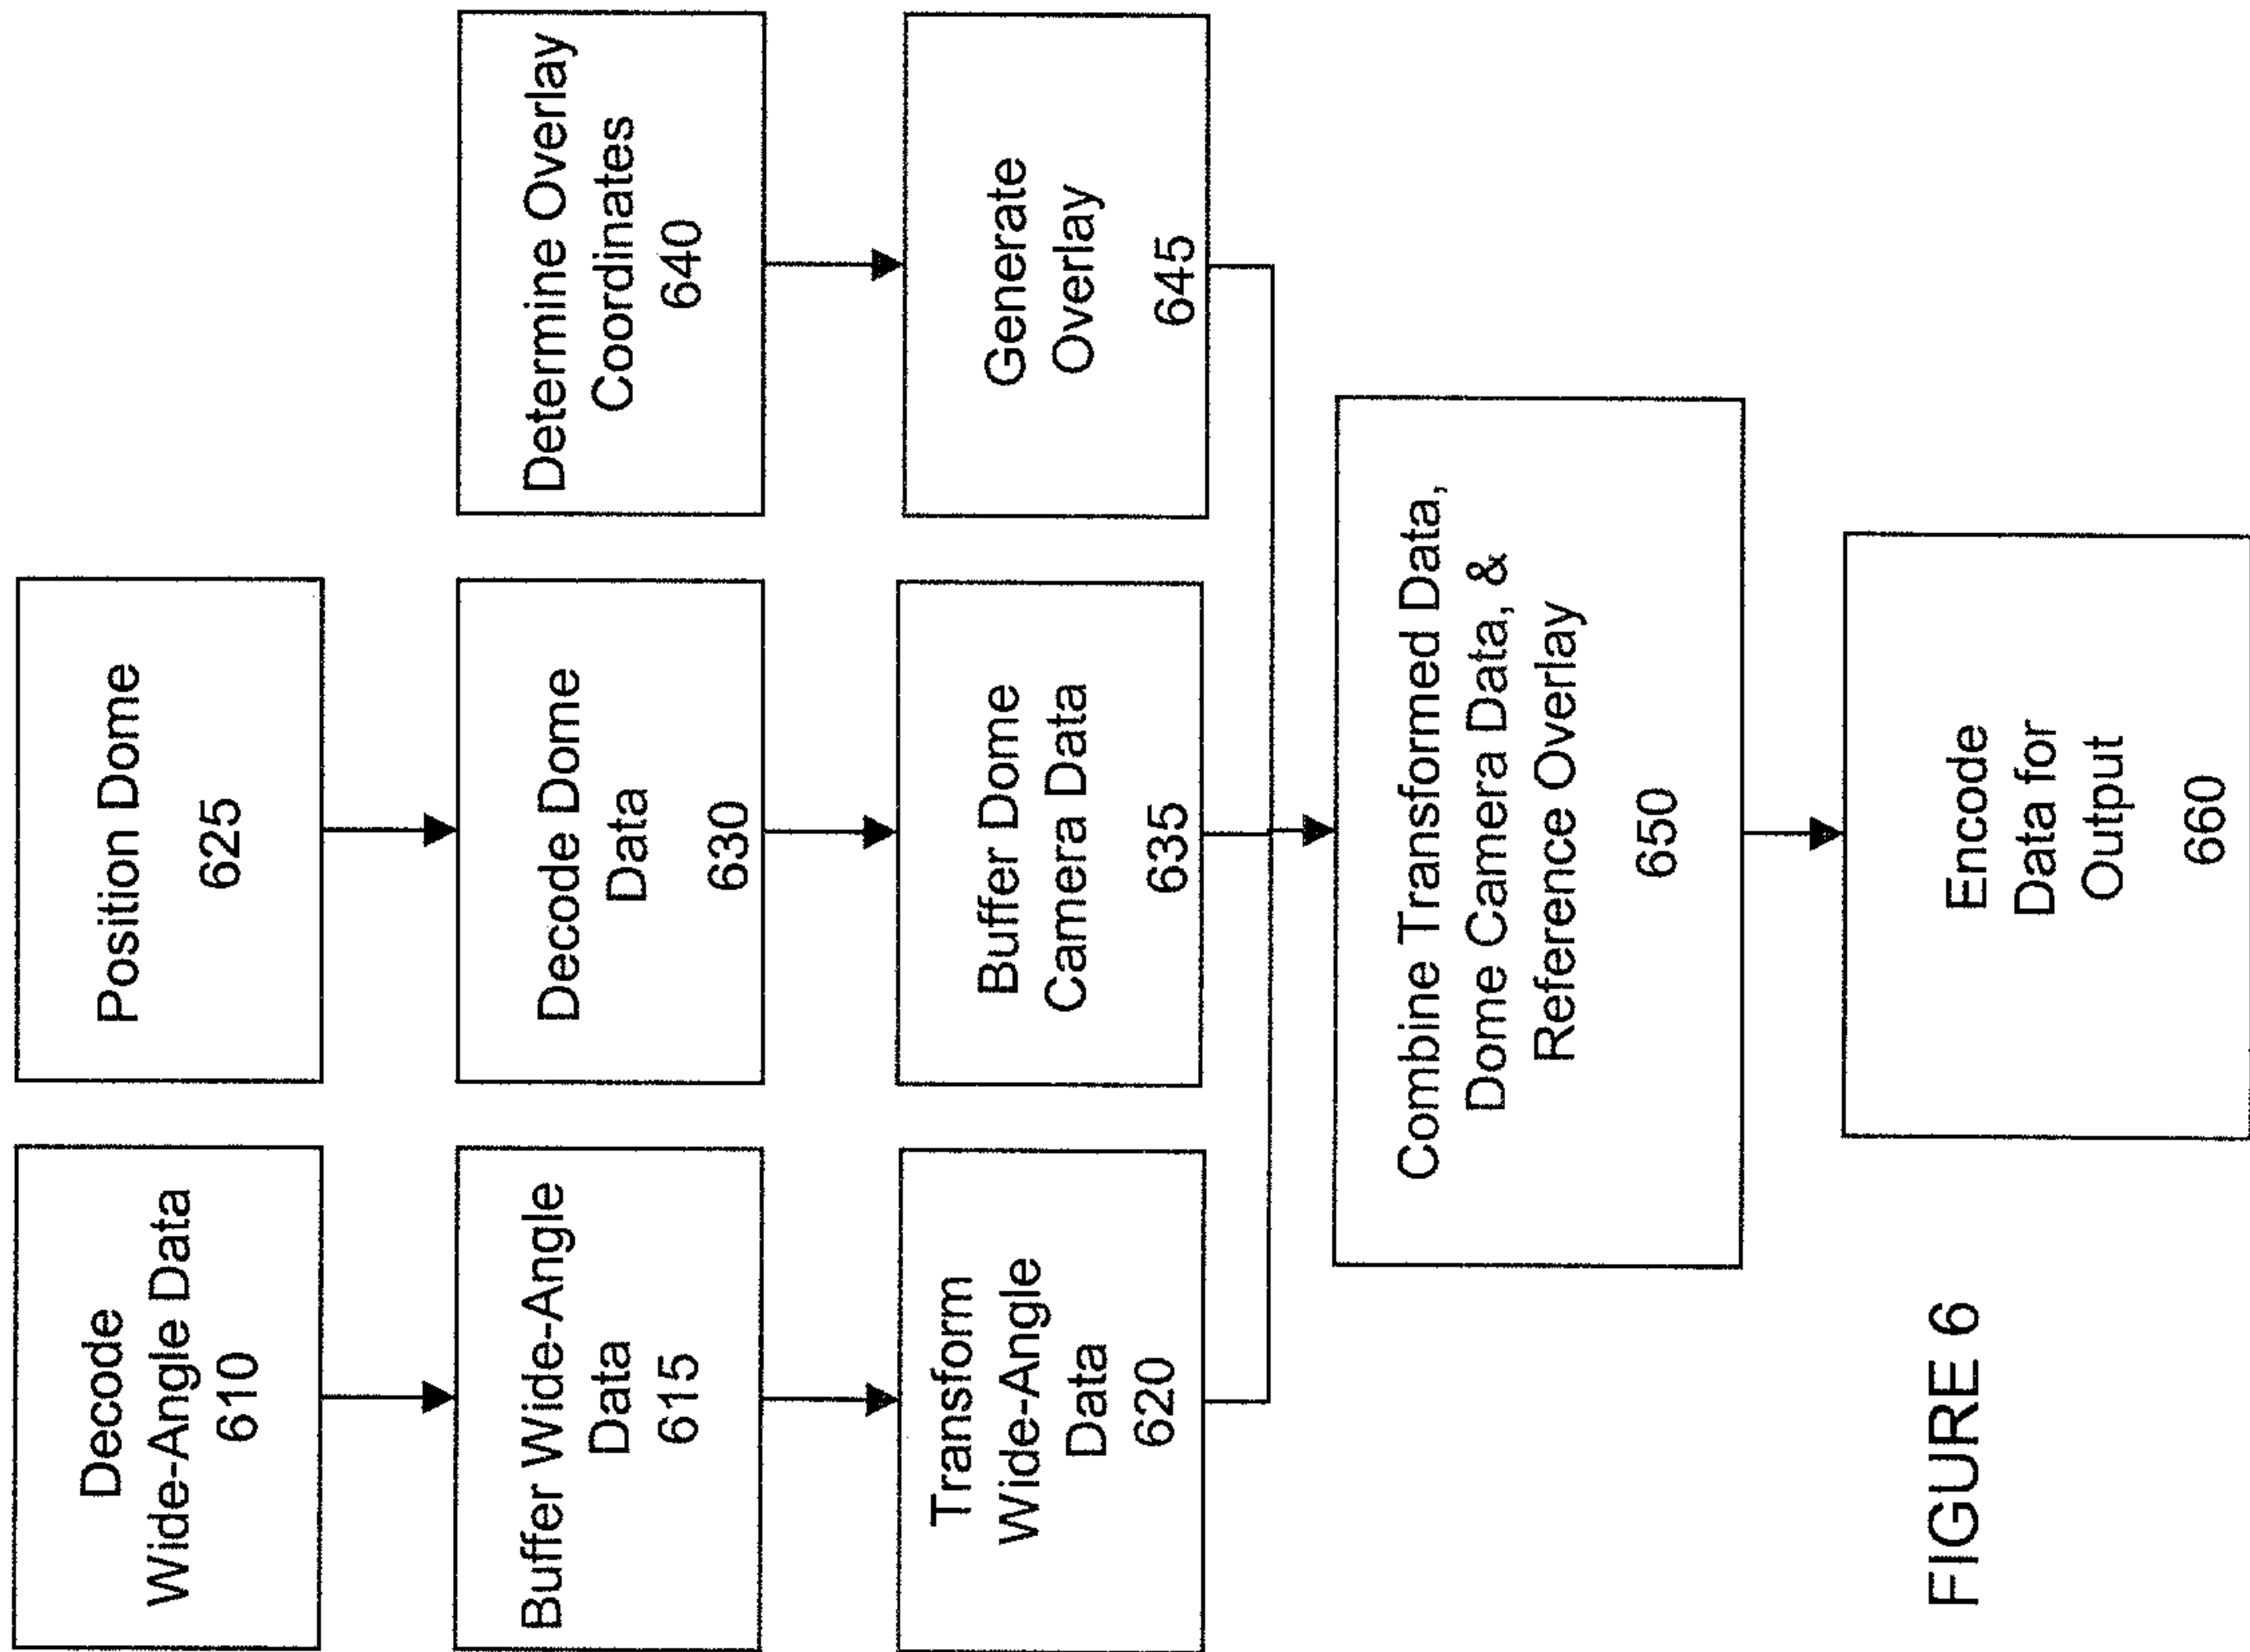 Decode
Wide-Angle Data
610
Buffer Wide-Angle
Data
615
Transform
Wide-Angle
Data
620
Position Dome
625
Decode Dome
Data
630
Buffer Dome
Camera Data
635
Determine Overlay
Coordinates
640
Generate
Overlay
645
Combine Transformed Data,
Dome Camera Data, &
Reference Overlay
650
Encode
Data for
Output
660
FIGURE 6